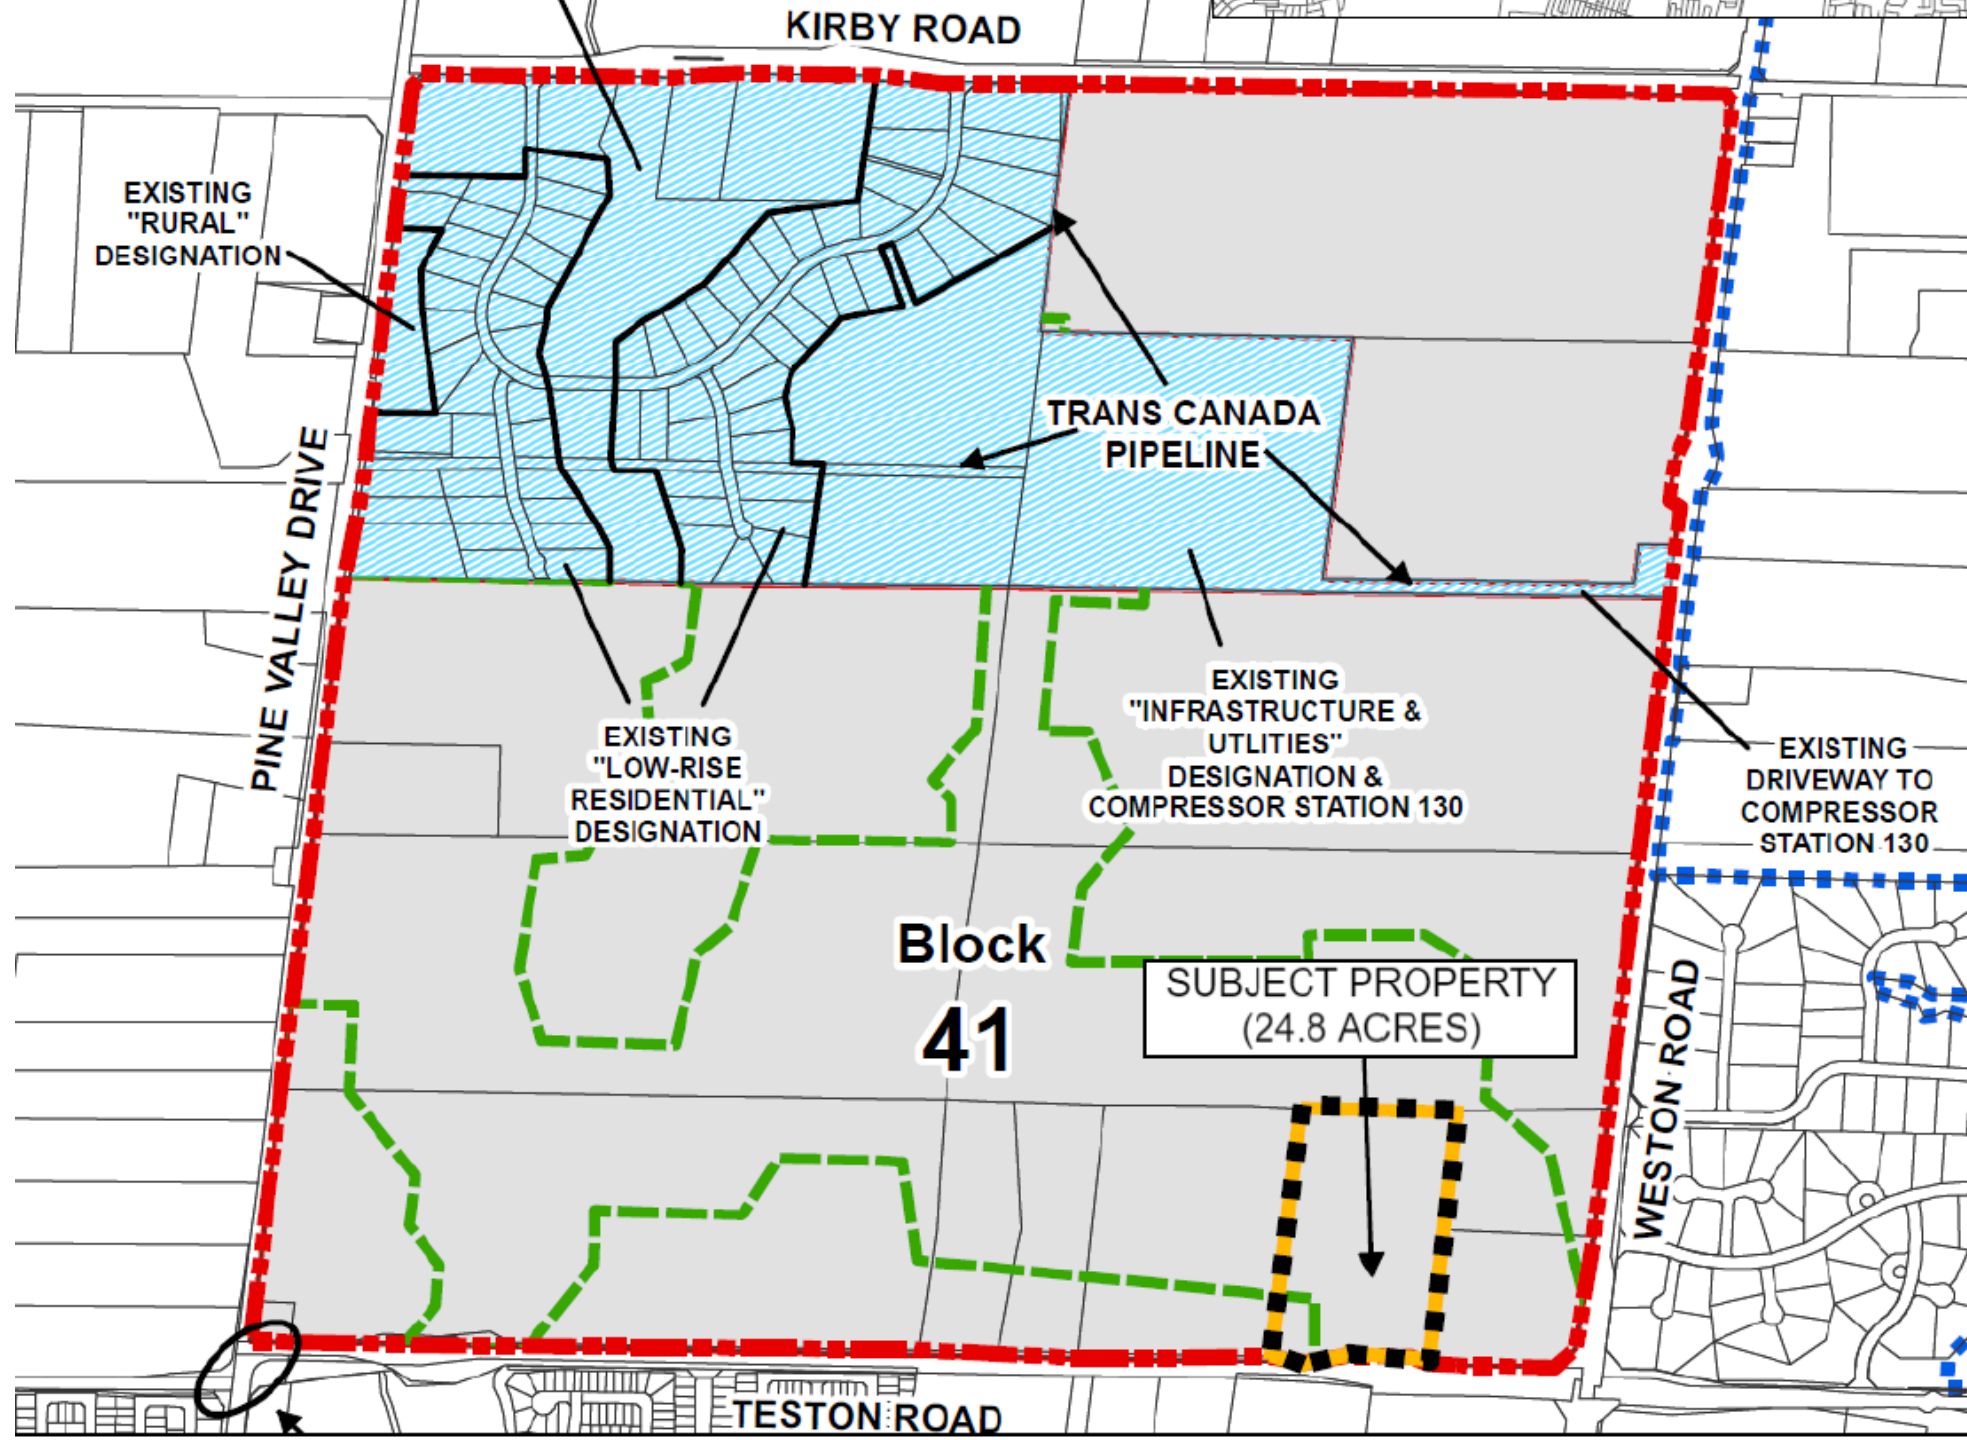 KIRBY ROAD
EXISTING
"RURAL"
DESIGNATION
TRANS CANADA
PIPELINE
PINE VALLEY DRIVE
EXISTING
"LOW-RISE
RESIDENTIAL"
DESIGNATION
EXISTING
"INFRASTRUCTURE &
UTLITIES"
DESIGNATION &
COMPRESSOR STATION 130
EXISTING
DRIVEWAY TO
COMPRESSOR
STATION 130
Block
41
SUBJECT PROPERTY
(24.8 ACRES)
WESTON ROAD
TESTON ROAD